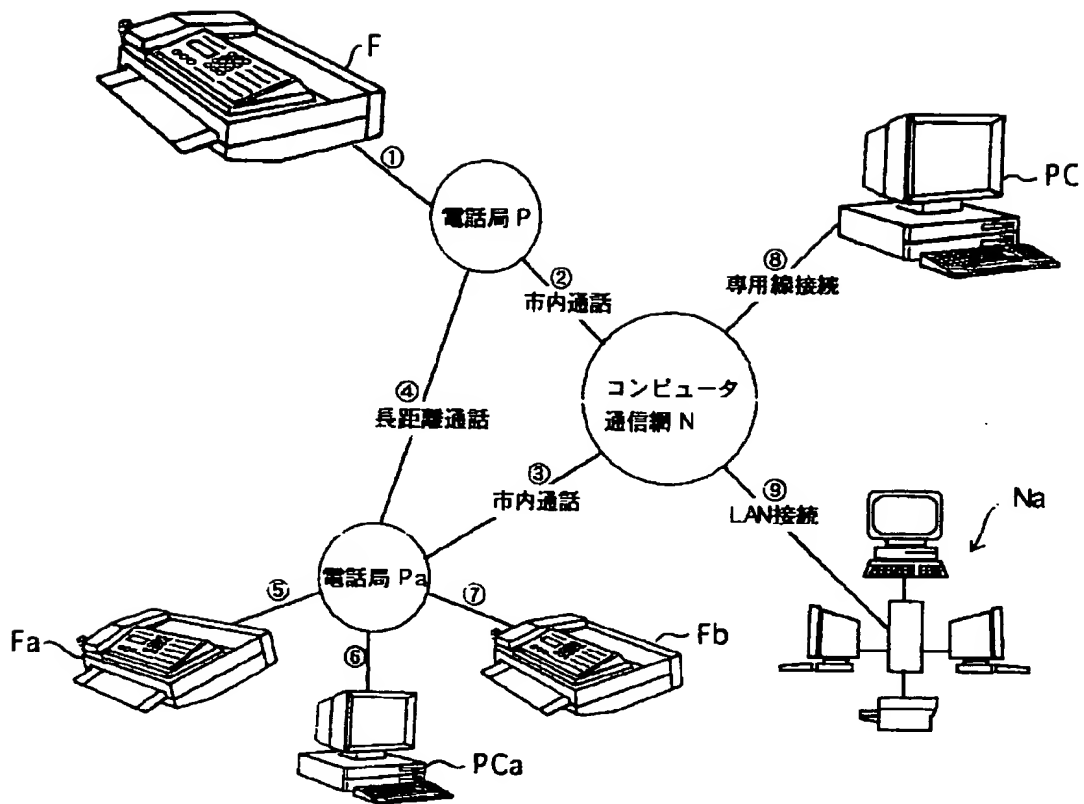 F
①
電話局 P
PC
②
市内通話
⑧
専用線接続
コンピュータ
通信網 N
④
長距離通話
③
市内通話
⑨
LAN接続
Na
電話局 Pa
⑤
⑦
Fa
⑥
Fb
PCa